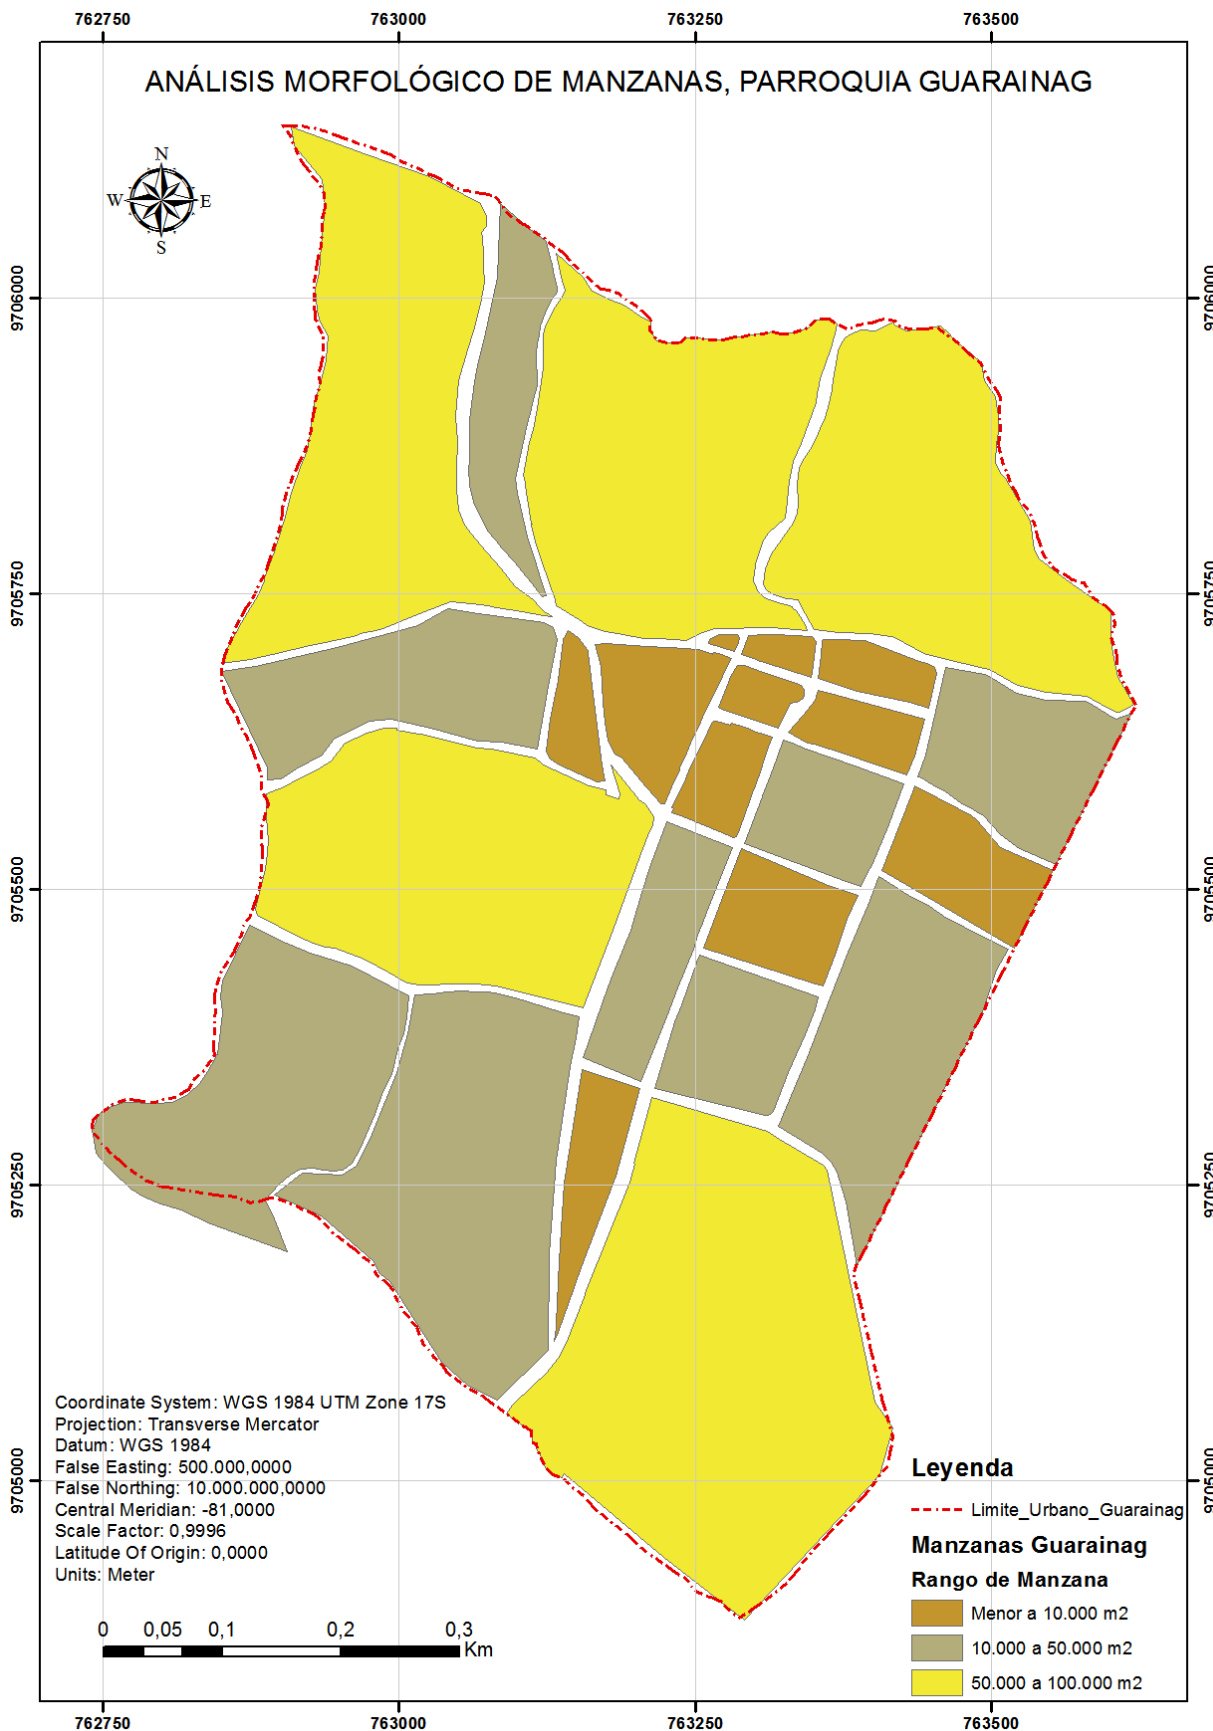 762750 763000 763250 763500
ANÁLISIS MORFOLÓGICO DE MANZANAS, PARROQUIA GUARAINAG
N
W E
S
9706000 9706000
9705750 9705750
9705500 9705500
9705250 9705250
9705000 9705000
Coordinate System: WGS 1984 UTM Zone 17S
Projection: Transverse Mercator
Datum: WGS 1984
False Easting: 500.000,0000
False Northing: 10.000.000,0000
Central Meridian: -81,0000
Scale Factor: 0,9996
Latitude Of Origin: 0,0000
Units: Meter
0 0,05 0,1 0,2 0,3
Km
Leyenda
Limite_Urbano_Guarainag
Manzanas Guarainag
Rango de Manzana
Menor a 10.000 m2
10.000 a 50.000 m2
50.000 a 100.000 m2
762750 763000 763250 763500